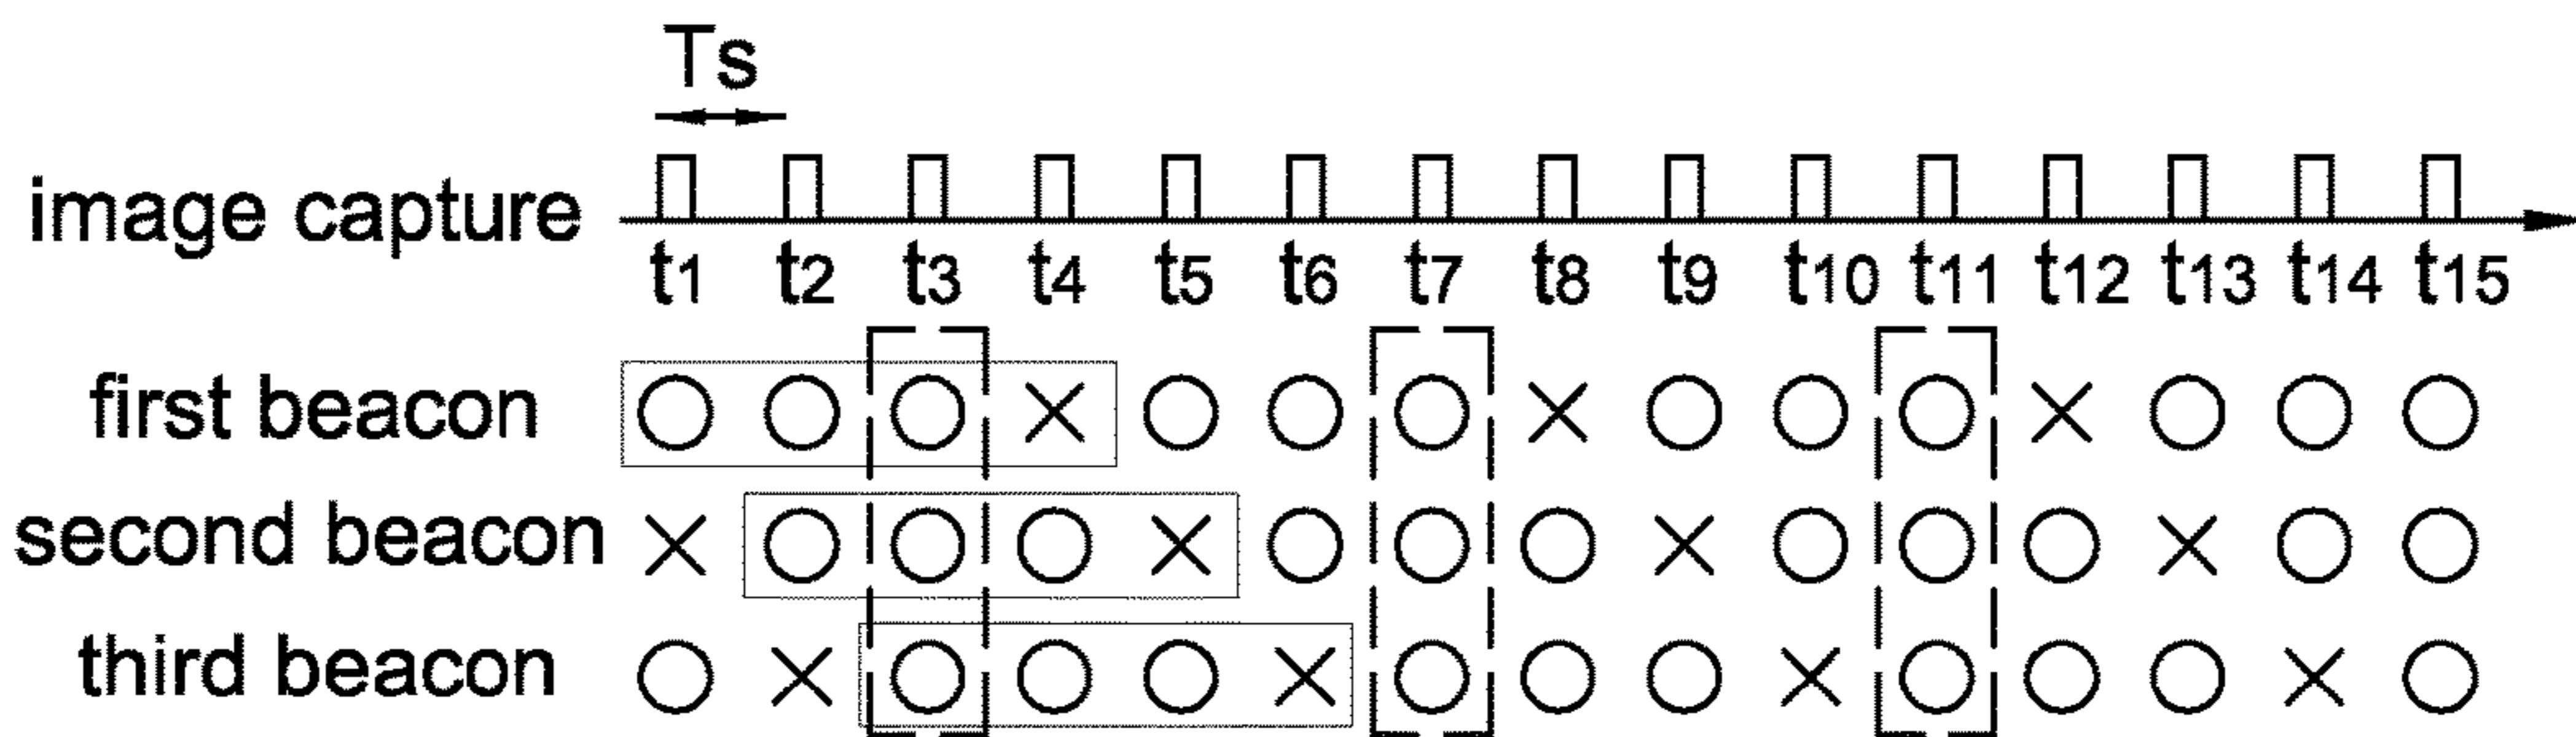 Ts
image capture
t1 t2 t3 t4 t5 t6 t7 t8 t9 t10 t11 t12 t13 t14 t15
first beacon
second beacon
third beacon